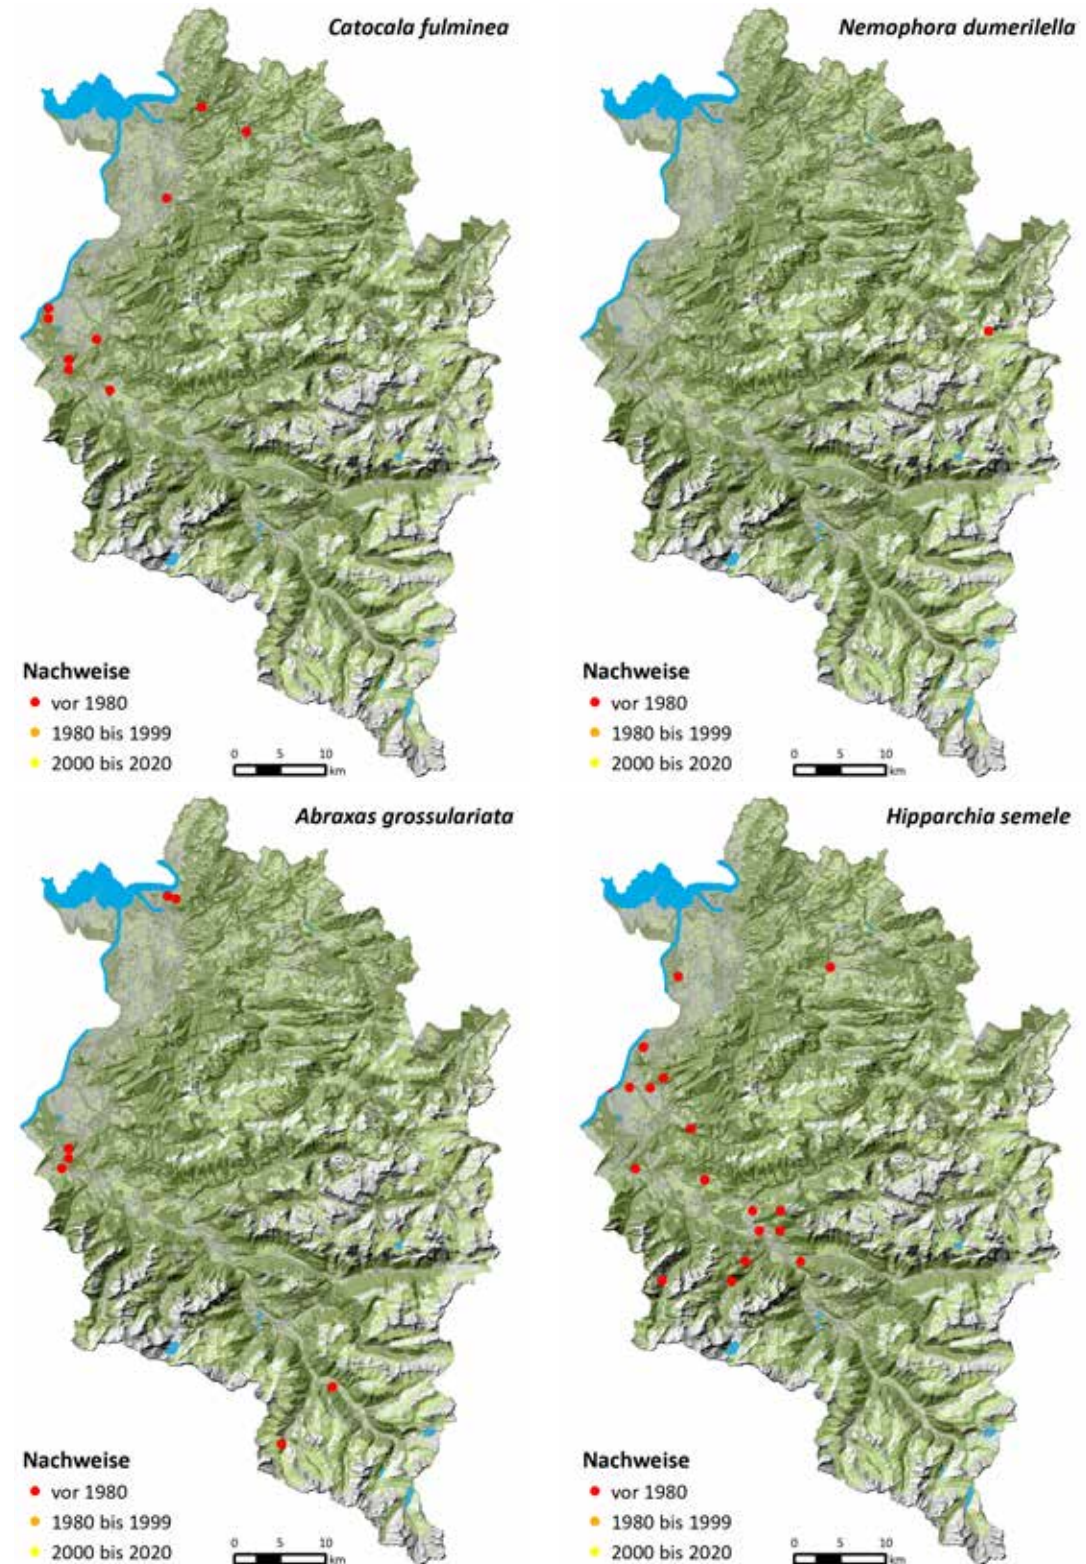 Catocala fulminea
Nachweise
vor 1980
1980 bis 1999
2000 bis 2020
0 5 10
km
Nemophora dumerilella
Nachweise
vor 1980
1980 bis 1999
2000 bis 2020
0 5 10
km
Abraxas grossulariata
Nachweise
vor 1980
1980 bis 1999
2000 bis 2020
0 5 10
km
Hipparchia semele
Nachweise
vor 1980
1980 bis 1999
2000 bis 2020
0 5 10
km